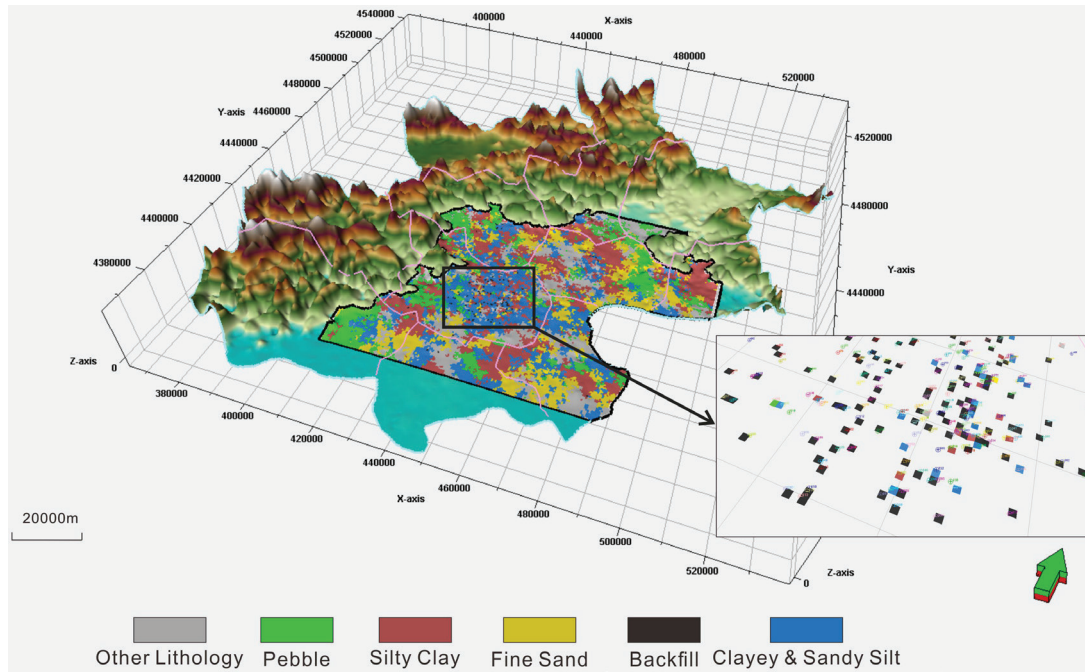 X-axis
400000
440000
480000
520000
4540000
4520000
4500000
4480000
4460000
Y-axis
4440000
4420000
4400000
4380000
4520000
4480000
Y-axis
4440000
Z-axis
0
380000
400000
420000
440000
X-axis
460000
480000
500000
520000
0
Z-axis
20000m
Other Lithology
Pebble
Silty Clay
Fine Sand
Backfill
Clayey & Sandy Silt